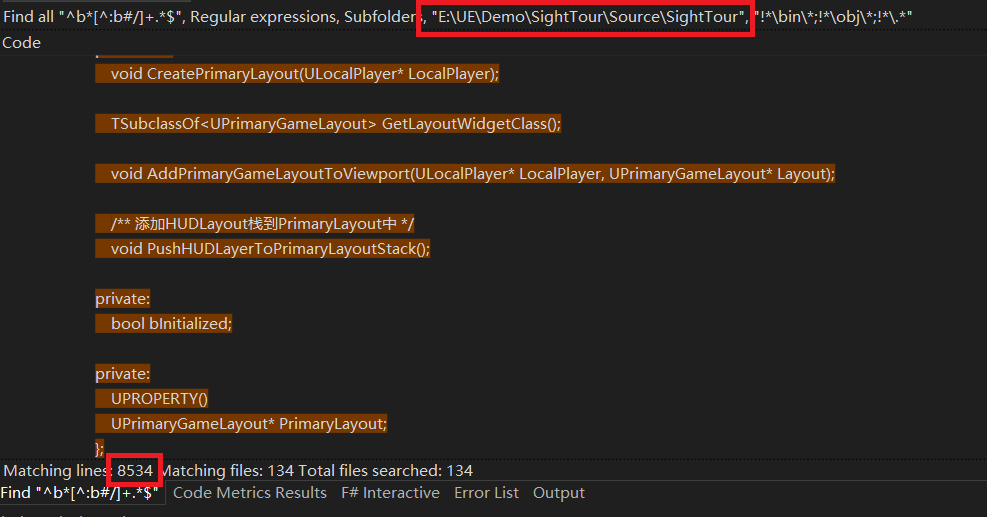 Find all "^b*[^:b#/]+.*$", Regular expressions, Subfolders, "E:\UE\Demo\SightTour\Source\SightTour", "!*\bin\*;!*\obj\*;!*\.*"
Code
void CreatePrimaryLayout(ULocalPlayer* LocalPlayer);
TSubclassOf<UPrimaryGameLayout> GetLayoutWidgetClass();
void AddPrimaryGameLayoutToViewport(ULocalPlayer* LocalPlayer, UPrimaryGameLayout* Layout);
/** 添加HUDLayout栈到PrimaryLayout中 */
void PushHUDLayerToPrimaryLayoutStack();
private:
bool bInitialized;
private:
UPROPERTY()
UPrimaryGameLayout* PrimaryLayout;
};
Matching lines: 8534 Matching files: 134 Total files searched: 134
Find "^b*[^:b#/]+.*$" Code Metrics Results F# Interactive Error List Output